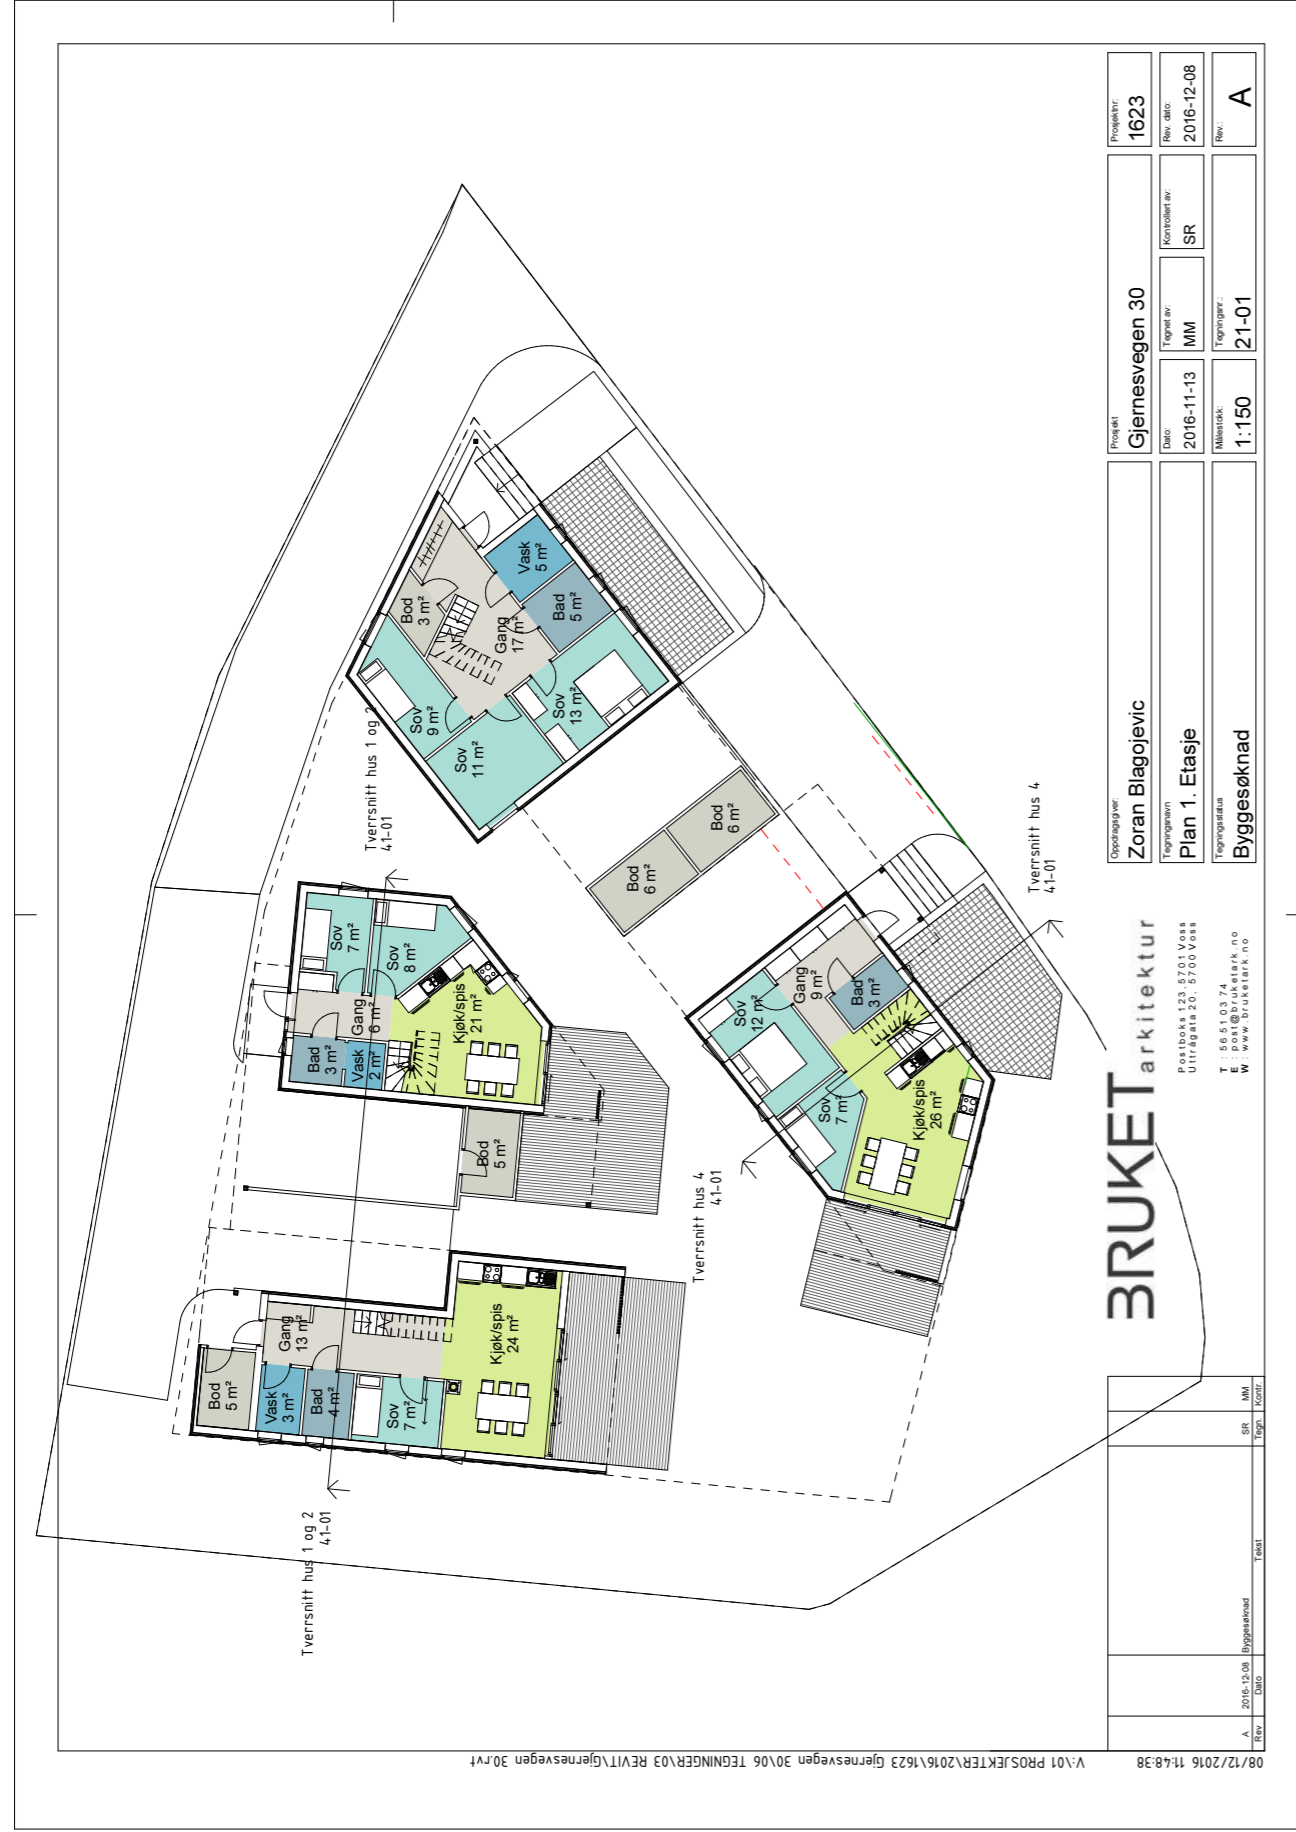 Tverrsnitt hus 1 og 2
41-01
Bod
5 m²
Vask
3 m²
Bad
4 m²
Gang
13 m²
Sov
7 m²
Kjøk/spis
24 m²
Bad
3 m²
Vask
2 m²
Gang
6 m²
Sov
7 m²
Sov
8 m²
Kjøk/spis
21 m²
Bod
5 m²
Tverrsnitt hus 1 og 2
41-01
Sov
9 m²
Sov
11 m²
Bod
3 m²
Gang
17 m²
Sov
13 m²
Bad
5 m²
Vask
5 m²
Bod
6 m²
Bod
6 m²
Tverrsnitt hus 4
41-01
Sov
12 m²
Sov
7 m²
Gang
9 m²
Bad
3 m²
Kjøk/spis
26 m²
Tverrsnitt hus 4
41-01
BRUKET arkitektur
Postboks 123, 5701 Voss
Uttrågata 20, 5700 Voss
T : 56 51 03 74
E : post@bruketark.no
W : www.bruketark.no
Oppdragsgiver:
Zoran Blagojevic
Prosjekt
Gjernesvegen 30
Prosjektnr:
1623
Tegningsnavn
Plan 1. Etasje
Dato:
2016-11-13
Tegnet av:
MM
Kontrollert av:
SR
Rev. dato:
2016-12-08
Tegningsstatus
Byggesøknad
Målestokk:
1:150
Tegningsnr.:
21-01
Rev.:
A
A 2016-12-08 Byggesøknad SR MM
Rev Dato Tekst Tegn. Kontr.
V:\01 PROSJEKTER\2016\1623 Gjernesvegen 30\06 TEGNINGER\03 REVIT\Gjernesvegen 30.rvt
08/12/2016 11:48:38